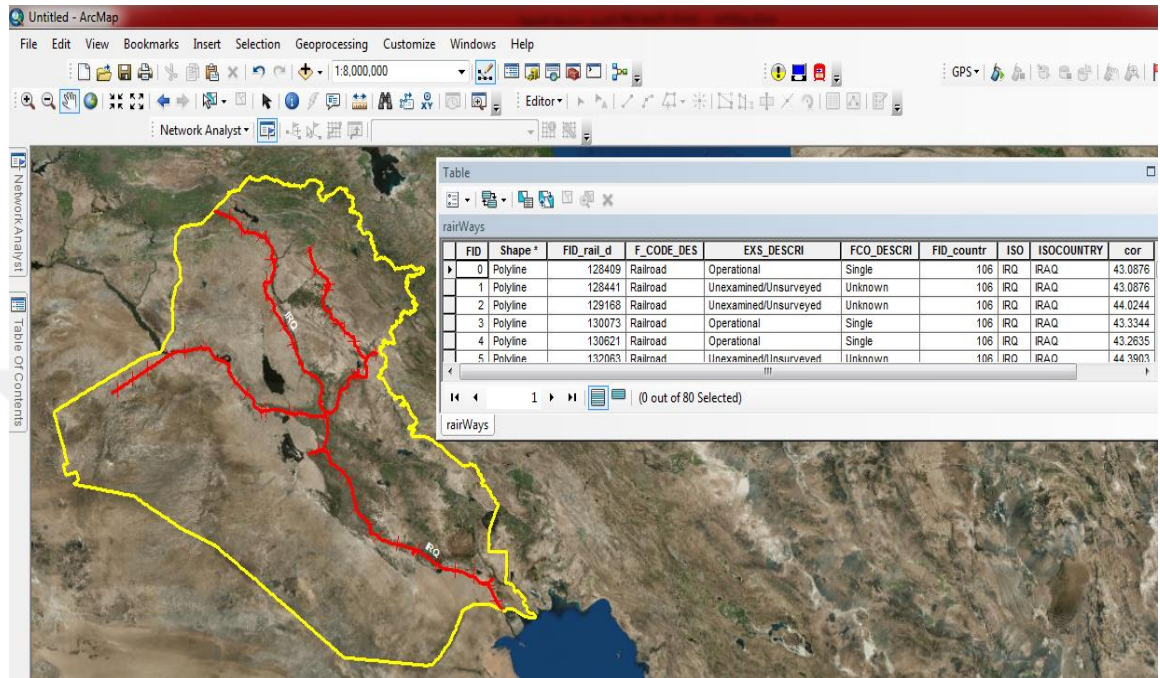 Untitled - ArcMap
File Edit View Bookmarks Insert Selection Geoprocessing Customize Windows Help
1:8,000,000
GPS
Editor
Network Analyst
Network Analyst
Table Of Contents
Table
rairWays
FID Shape * FID_rail_d F_CODE_DES EXS_DESCRI FCO_DESCRI FID_countr ISO ISOCOUNTRY cor
0 Polyline 128409 Railroad Operational Single 106 IRQ IRAQ 43.0876
1 Polyline 128441 Railroad Unexamined/Unsurveyed Unknown 106 IRQ IRAQ 43.0876
2 Polyline 129168 Railroad Unexamined/Unsurveyed Unknown 106 IRQ IRAQ 44.0244
3 Polyline 130073 Railroad Operational Single 106 IRQ IRAQ 43.3344
4 Polyline 130621 Railroad Operational Single 106 IRQ IRAQ 43.2635
5 Polyline 132063 Railroad Unexamined/Unsurveyed Unknown 106 IRQ IRAQ 44.3903
1 (0 out of 80 Selected)
rairWays
IRQ
IRQ